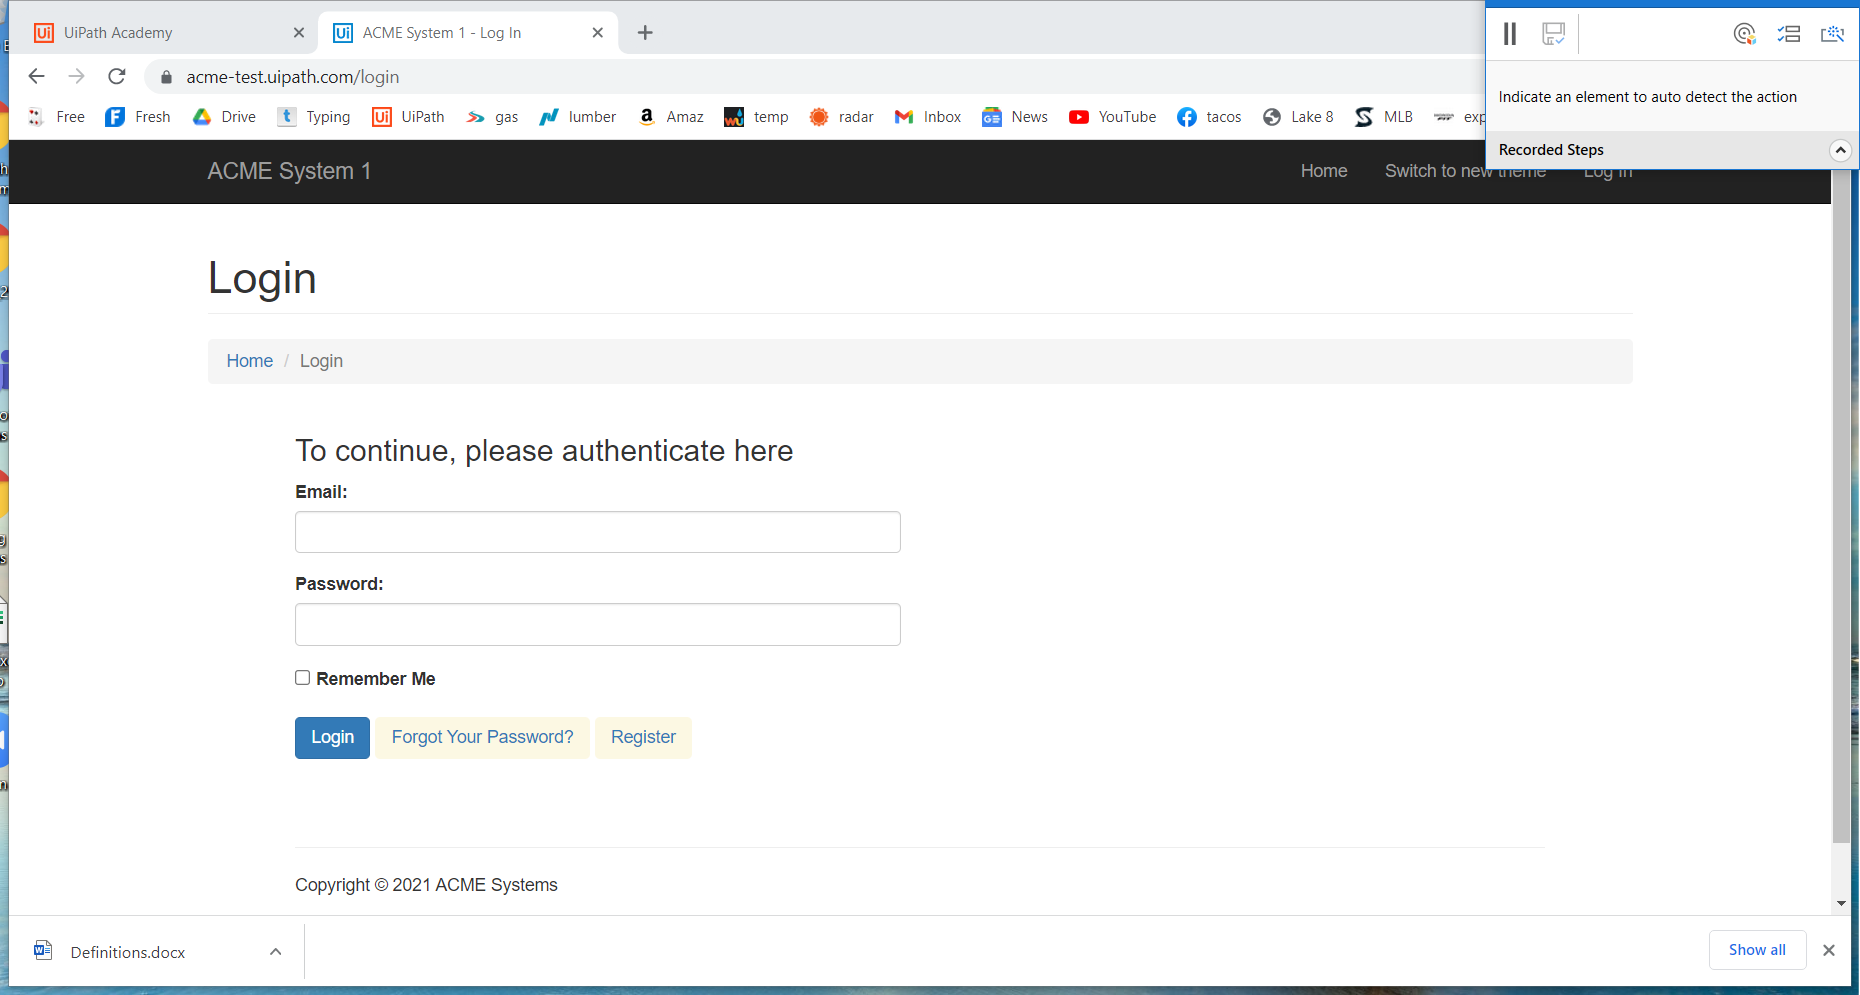 UiPath Academy
ACME System 1 - Log In
acme-test.uipath.com/login
Free Fresh Drive Typing UiPath gas lumber Amaz temp radar Inbox News YouTube tacos Lake 8 MLB exp
Indicate an element to auto detect the action
Recorded Steps
ACME System 1
Home Switch to new theme Log In
Login
Home / Login
To continue, please authenticate here
Email:
Password:
Remember Me
Login Forgot Your Password? Register
Copyright © 2021 ACME Systems
Definitions.docx
Show all